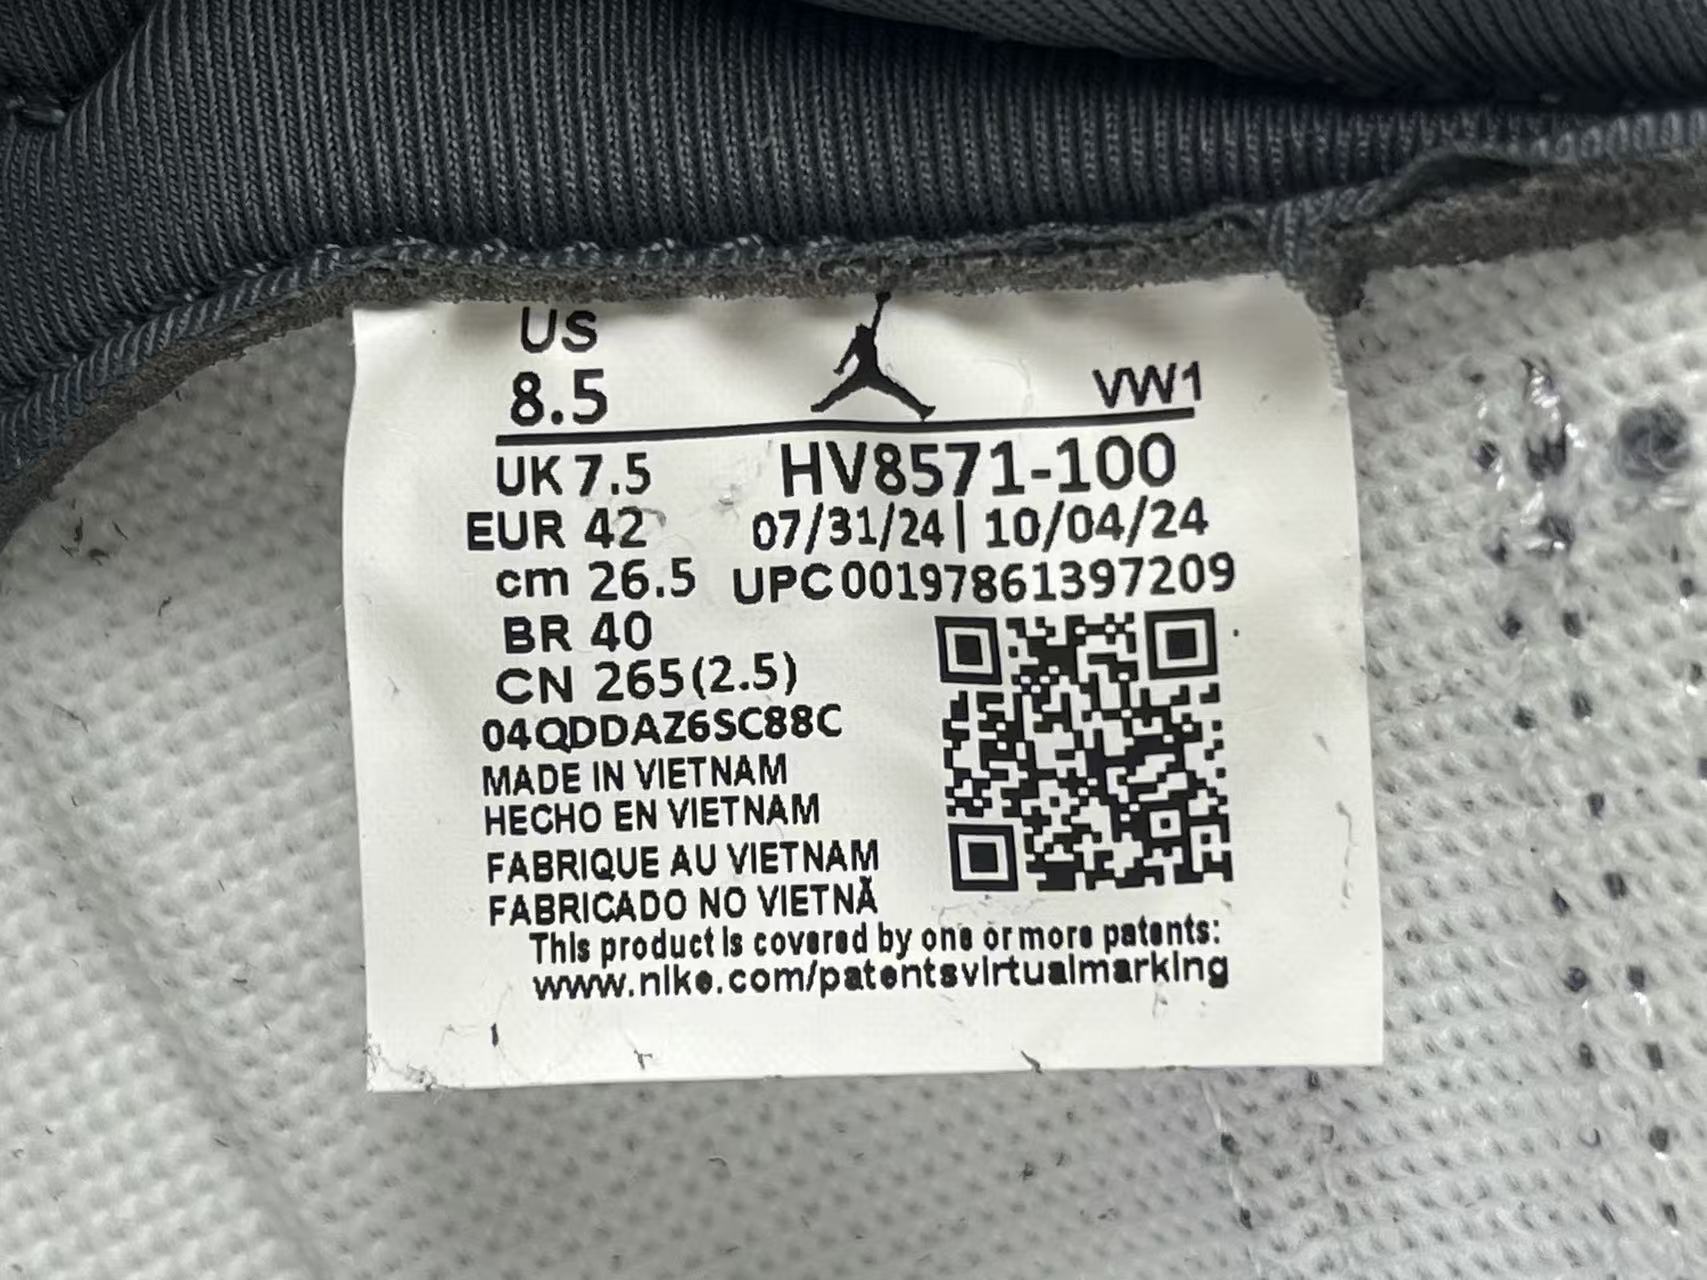 US
8.5
VW1
UK 7.5
HV8571-100
EUR 42
07/31/24 | 10/04/24
cm 26.5
UPC 00197861397209
BR 40
CN 265(2.5)
04QDDAZ6SC88C
MADE IN VIETNAM
HECHO EN VIETNAM
FABRIQUE AU VIETNAM
FABRICADO NO VIETNÃ
This product is covered by one or more patents:
www.nike.com/patentsvirtualmarking